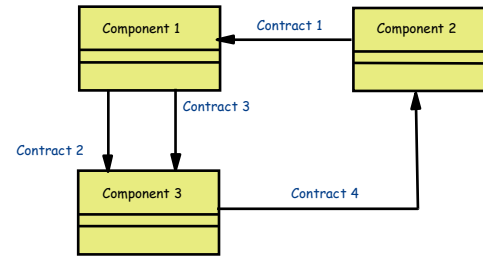 Component 1
Contract 1
Component 2
Contract 3
Contract 2
Component 3
Contract 4